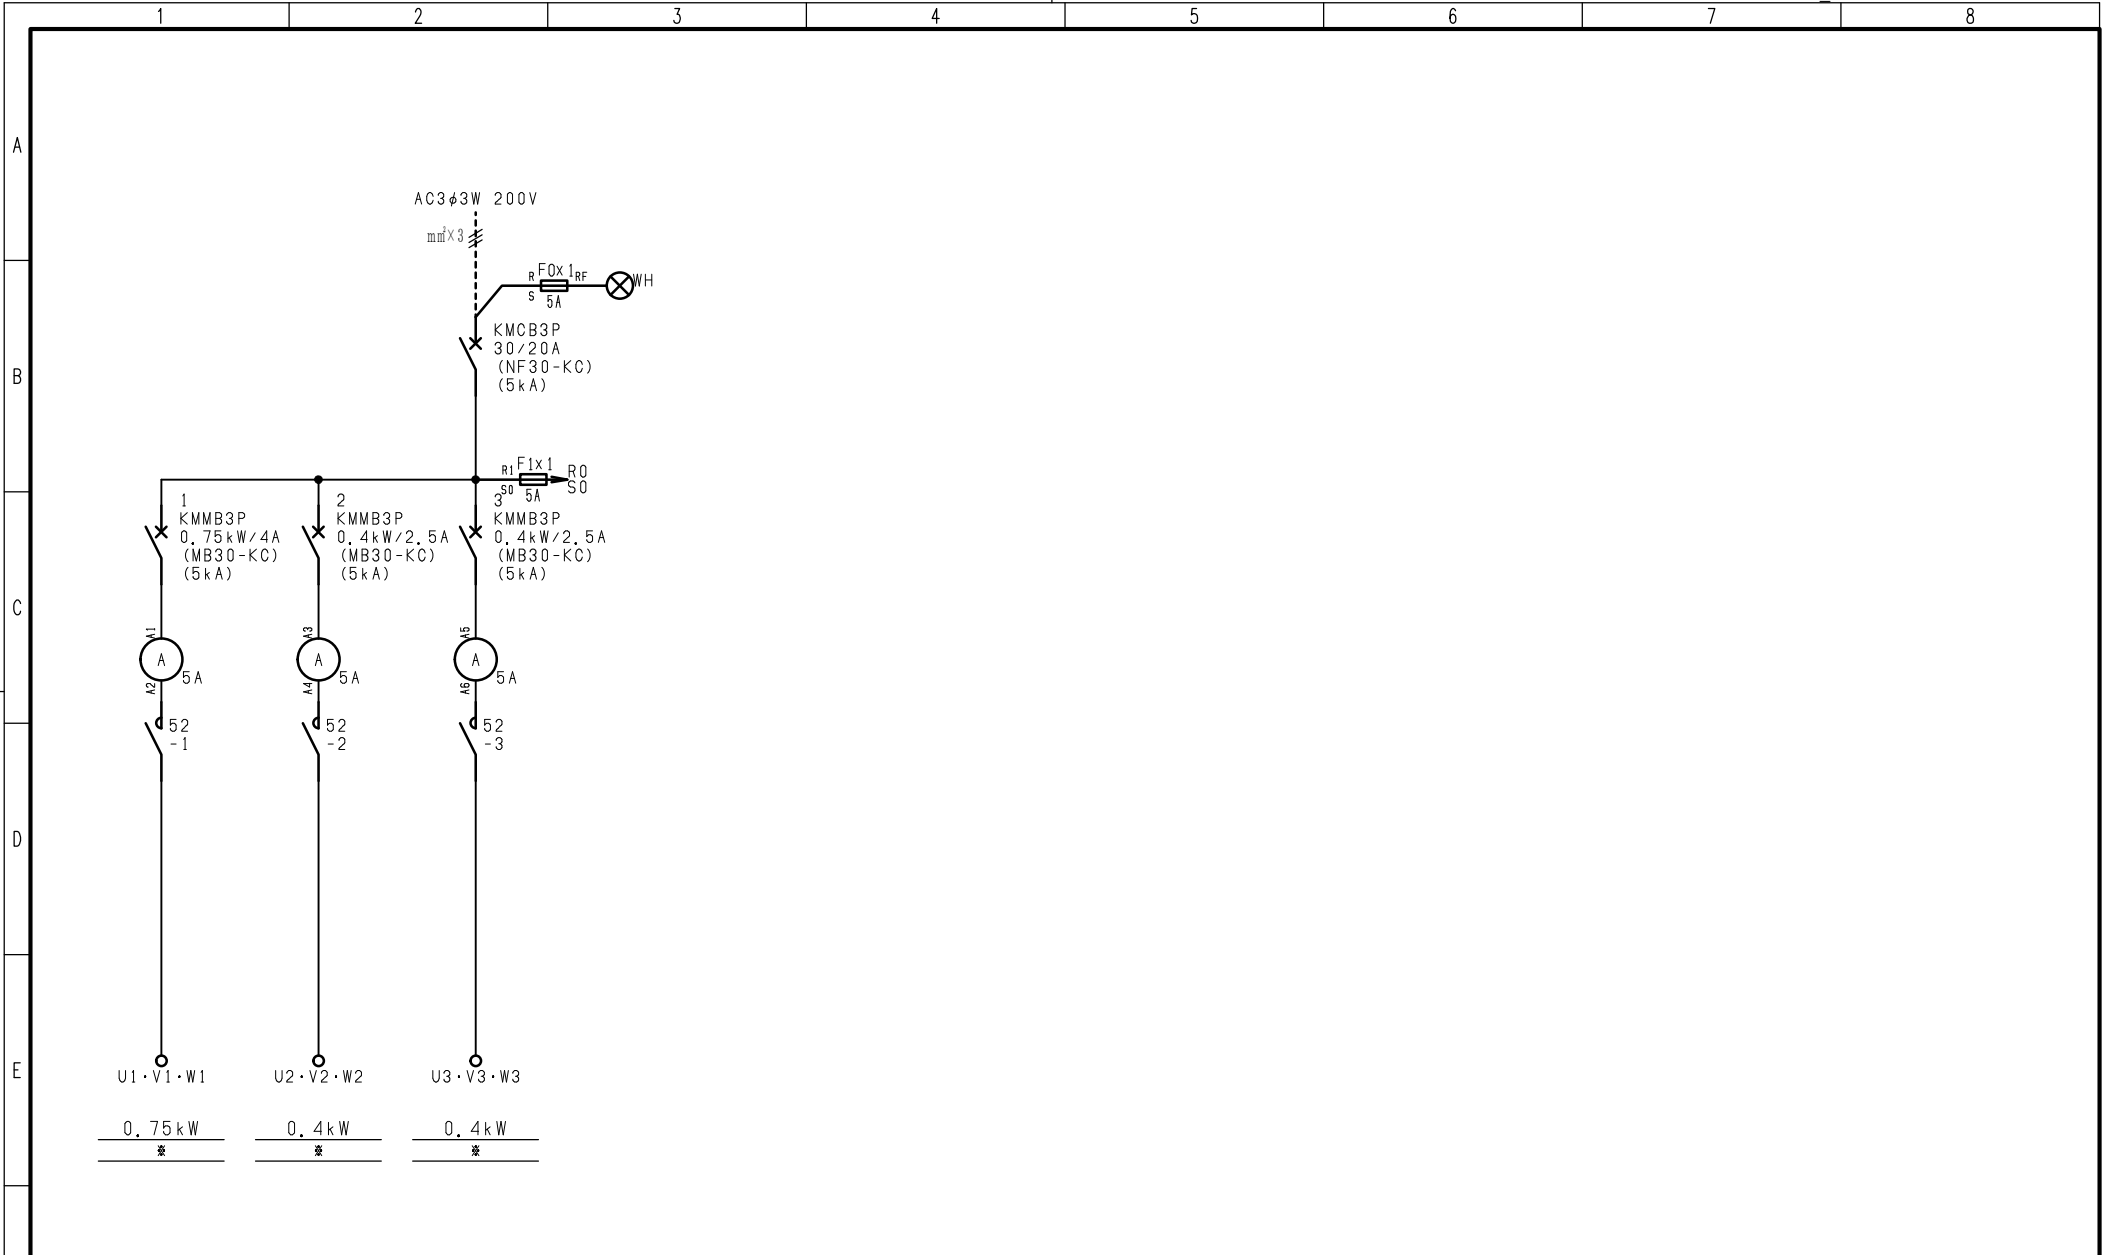 1 2 3 4 5 6 7 8
A
AC3φ3W 200V
mm²×3
R F0x1 RF WH
S 5A
KMCB3P
30/20A
(NF30-KC)
(5kA)
B
R1 F1x1 R0
S0 5A S0
1
KMMB3P
0.75kW/4A
(MB30-KC)
(5kA)
2
KMMB3P
0.4kW/2.5A
(MB30-KC)
(5kA)
3
KMMB3P
0.4kW/2.5A
(MB30-KC)
(5kA)
C
A1 A3 A5
A A A
5A 5A 5A
A2 A4 A6
52 52 52
-1 -2 -3
D
E
U1・V1・W1 U2・V2・W2 U3・V3・W3
0.75kW 0.4kW 0.4kW